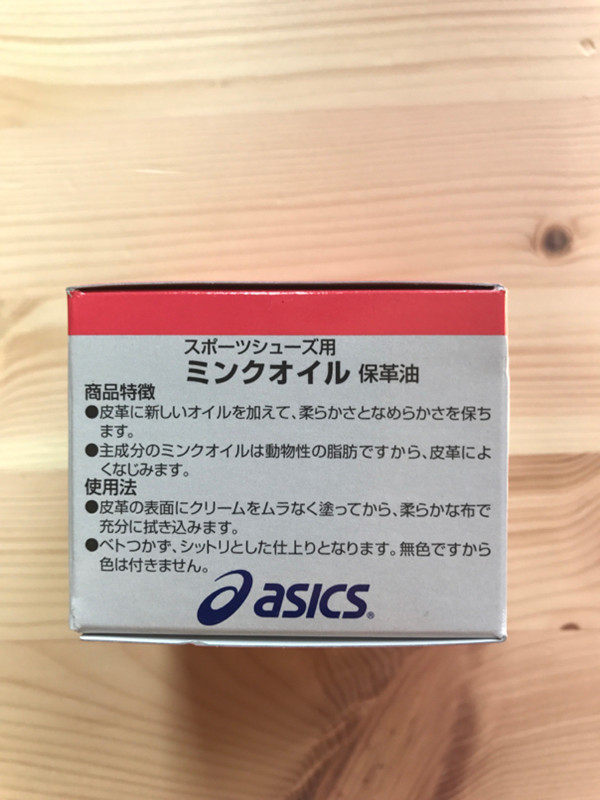 スポーツシューズ用
ミンクオイル 保革油
商品特徴
●皮革に新しいオイルを加えて、柔らかさとなめらかさを保ち
ます。
●主成分のミンクオイルは動物性の脂肪ですから、皮革によ
くなじみます。
使用法
●皮革の表面にクリームをムラなく塗ってから、柔らかな布で
充分に拭き込みます。
●ベトつかず、シットリとした仕上りとなります。無色ですから
色は付きません。
asics®